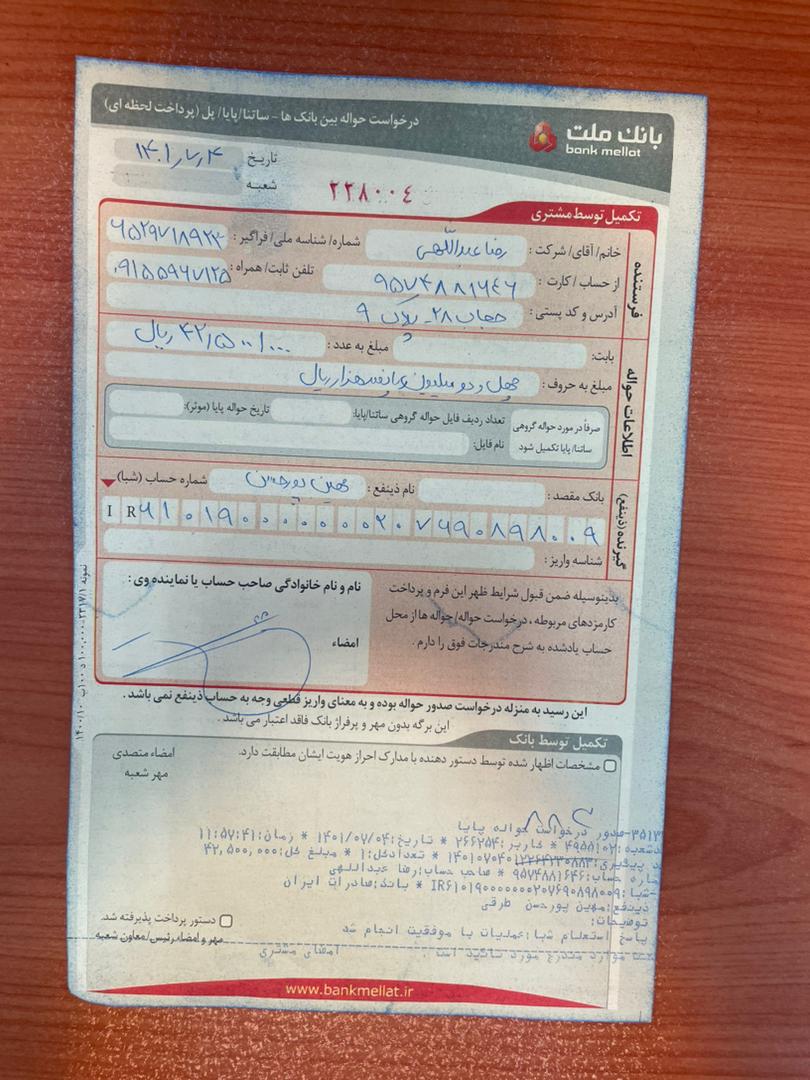 درخواست حواله بین بانک ها - ساتنا/پایا/ پل (پرداخت لحظه ای)
بانک ملت
bank mellat
تاریخ ۱۴۰۱٫۷٫۴
شعبه
۲۲۸۰۰۴
تکمیل توسط مشتری
فرستنده
خانم/ آقای/ شرکت: رضا عبداللهی شماره/ شناسه ملی/ فراگیر: ۶۵۲۹۷۱۸۹۲۳
از حساب / کارت: ۹۵۷۴۸۸۱۶۴۶ تلفن ثابت/ همراه: ۰۹۱۵۵۹۶۷۱۲۵
آدرس و کد پستی: حجاب ۲۸ - پلاک ۹
اطلاعات حواله
بابت: مبلغ به عدد: ۴۲٫۵۰۰٫۰۰۰ ریال
مبلغ به حروف: چهل و دو میلیون و پانصد هزار ریال
صرفاً در مورد حواله گروهی ساتنا/ پایا تکمیل شود
تعداد ردیف فایل حواله گروهی ساتنا/پایا: تاریخ حواله پایا (موثر):
نام فایل:
گیرنده (ذینفع)
بانک مقصد: نام ذینفع: مهین پورحسن شماره حساب (شبا)
IR ۶۱۰۱۹۰۰۰۰۰۰۰۲۰۷۶۹۰۸۹۸۰۰۹
شناسه واریز:
بدینوسیله ضمن قبول شرایط ظهر این فرم و پرداخت
کارمزدهای مربوطه، درخواست حواله/ حواله ها از محل
حساب یادشده به شرح مندرجات فوق را دارم.
نام و نام خانوادگی صاحب حساب یا نماینده وی:
امضاء
این رسید به منزله درخواست صدور حواله بوده و به معنای واریز قطعی وجه به حساب ذینفع نمی باشد.
این برگه بدون مهر و پرفراژ بانک فاقد اعتبار می باشد.
تکمیل توسط بانک
مشخصات اظهار شده توسط دستور دهنده با مدارک احراز هویت ایشان مطابقت دارد.
امضاء متصدی
مهر شعبه
صدور درخواست حواله پایا
۴۹۵۵۱۰۲ * کاربر:۲۶۶۲۵۴ * تاریخ:۱۴۰۱/۰۷/۰۴ * زمان:۱۱:۵۷:۴۱
پیگیری:۱۴۰۱۰۷۰۴۰۱۲۲۶۴۲۳۰۸۸۳ * تعدادکل:۱ * مبلغ کل:۴۲,۵۰۰,۰۰۰
حساب:۹۵۷۴۸۸۱۶۴۶ * صاحب حساب:رضا عبداللهی
شبا:IR۶۱۰۱۹۰۰۰۰۰۰۰۲۰۷۶۹۰۸۹۸۰۰۹ * بانک:صادرات ایران
ذینفع:مهین پورحسن طرقی
توضیحات:
پاسخ استعلام شبا:عملیات با موفقیت انجام شد
موارد مندرج مورد تائید است. امضای مشتری
دستور پرداخت پذیرفته شد.
مهر و امضاء رئیس/ معاون شعبه
www.bankmellat.ir